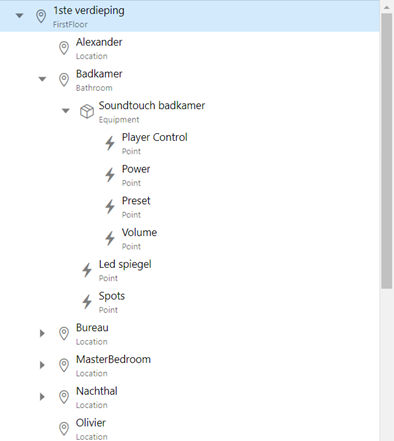 1ste verdieping
FirstFloor
Alexander
Location
Badkamer
Bathroom
Soundtouch badkamer
Equipment
Player Control
Point
Power
Point
Preset
Point
Volume
Point
Led spiegel
Point
Spots
Point
Bureau
Location
MasterBedroom
Location
Nachthal
Location
Olivier
Location